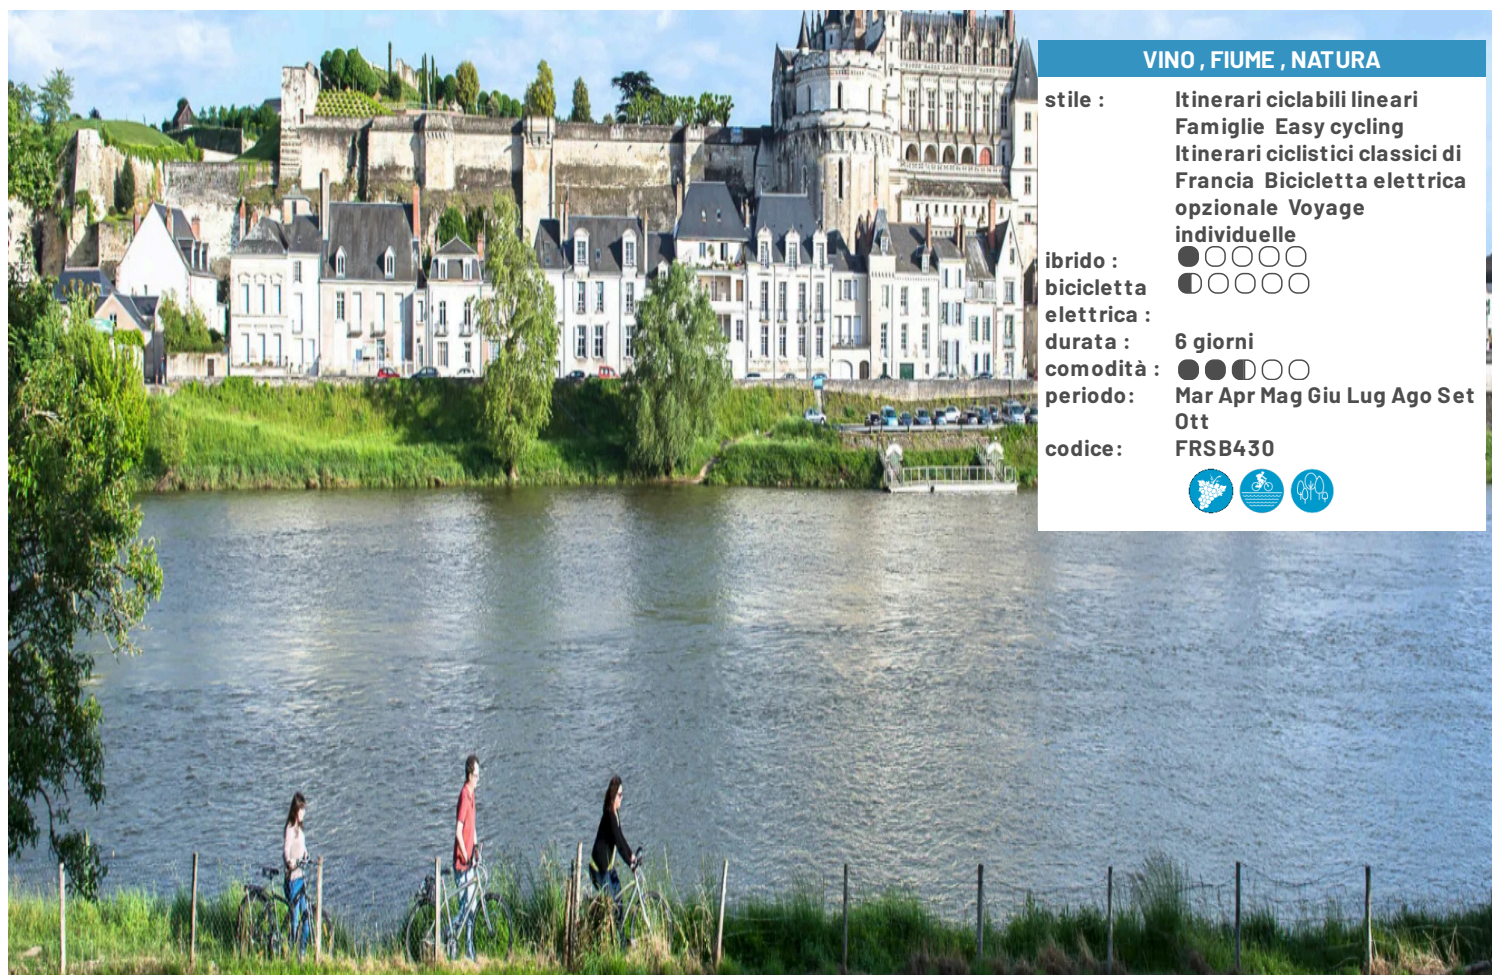 VINO , FIUME , NATURA
stile : Itinerari ciclabili lineari
Famiglie Easy cycling
Itinerari ciclistici classici di
Francia Bicicletta elettrica
opzionale Voyage
individuelle
ibrido :
bicicletta
elettrica :
durata : 6 giorni
comodità :
periodo: Mar Apr Mag Giu Lug Ago Set
Ott
codice: FRSB430